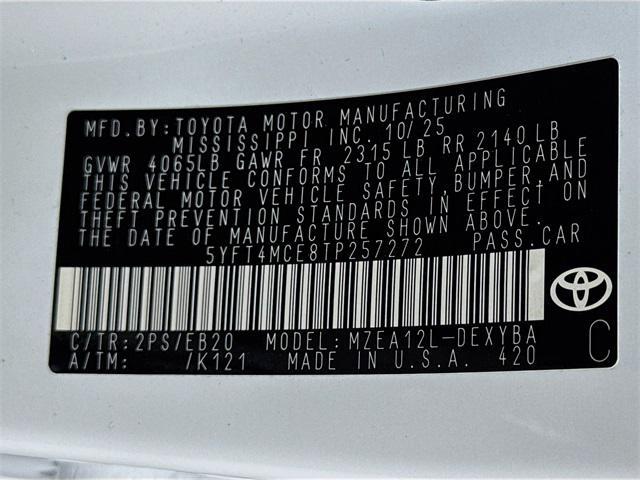 MFD.BY:TOYOTA MOTOR MANUFACTURING
MISSISSIPPI INC. 10/25
GVWR 4065LB GAWR FR 2315 LB RR 2140 LB
THIS VEHICLE CONFORMS TO ALL APPLICABLE
FEDERAL MOTOR VEHICLE SAFETY, BUMPER, AND
THEFT PREVENTION STANDARDS IN EFFECT ON
THE DATE OF MANUFACTURE SHOWN ABOVE.
5YFT4MCE8TP257272 PASS.CAR
C/TR:2PS/EB20 MODEL:MZEA12L-DEXYBA
A/TM: /K121 MADE IN U.S.A. 420
C